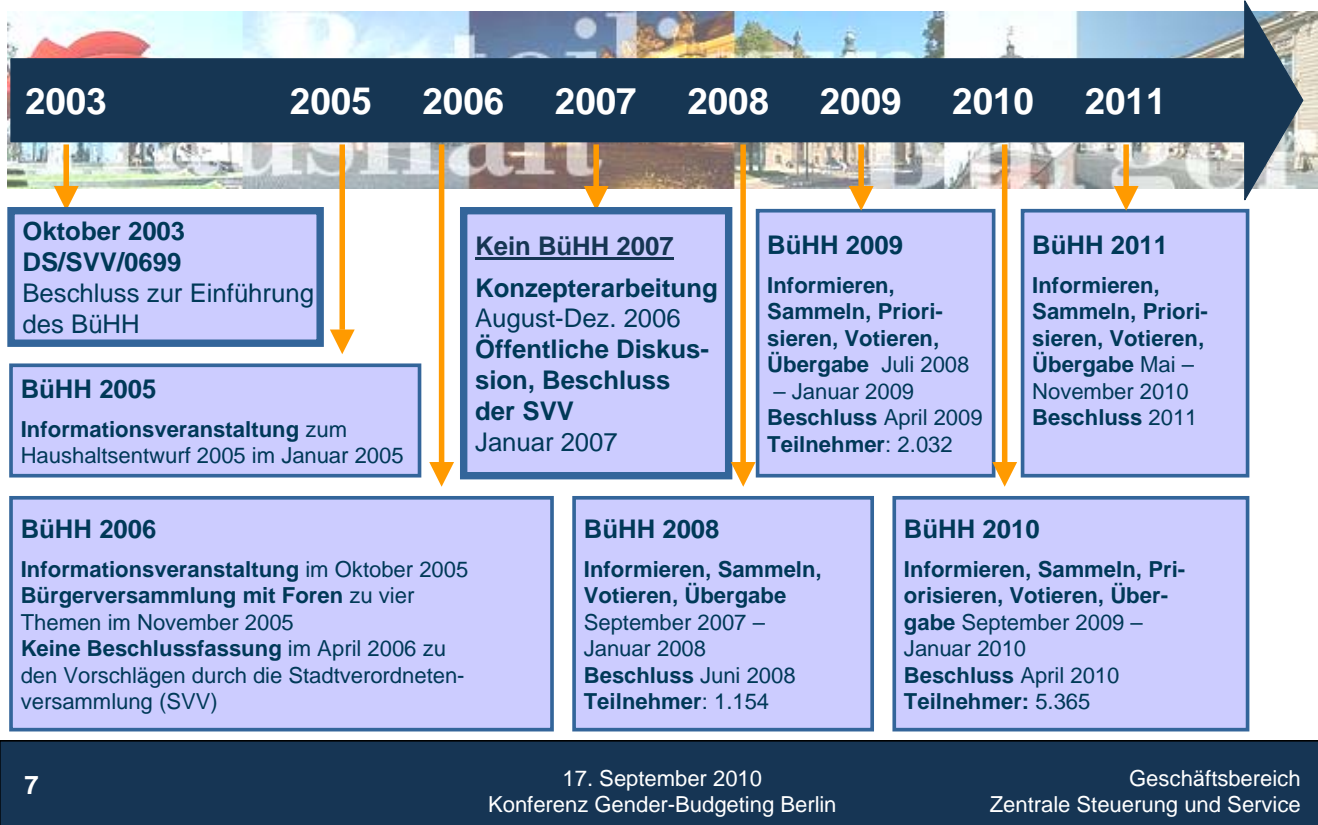 Beteiligung
Haushalt Bürger
2003 2005 2006 2007 2008 2009 2010 2011
Oktober 2003
DS/SVV/0699
Beschluss zur Einführung
des BüHH
BüHH 2005
Informationsveranstaltung zum
Haushaltsentwurf 2005 im Januar 2005
BüHH 2006
Informationsveranstaltung im Oktober 2005
Bürgerversammlung mit Foren zu vier
Themen im November 2005
Keine Beschlussfassung im April 2006 zu
den Vorschlägen durch die Stadtverordneten-
versammlung (SVV)
Kein BüHH 2007
Konzepterarbeitung
August-Dez. 2006
Öffentliche Diskus-
sion, Beschluss
der SVV
Januar 2007
BüHH 2008
Informieren, Sammeln,
Votieren, Übergabe
September 2007 –
Januar 2008
Beschluss Juni 2008
Teilnehmer: 1.154
BüHH 2009
Informieren,
Sammeln, Priori-
sieren, Votieren,
Übergabe Juli 2008
– Januar 2009
Beschluss April 2009
Teilnehmer: 2.032
BüHH 2010
Informieren, Sammeln, Pri-
orisieren, Votieren, Über-
gabe September 2009 –
Januar 2010
Beschluss April 2010
Teilnehmer: 5.365
BüHH 2011
Informieren,
Sammeln, Priori-
sieren, Votieren,
Übergabe Mai –
November 2010
Beschluss 2011
7
17. September 2010
Konferenz Gender-Budgeting Berlin
Geschäftsbereich
Zentrale Steuerung und Service